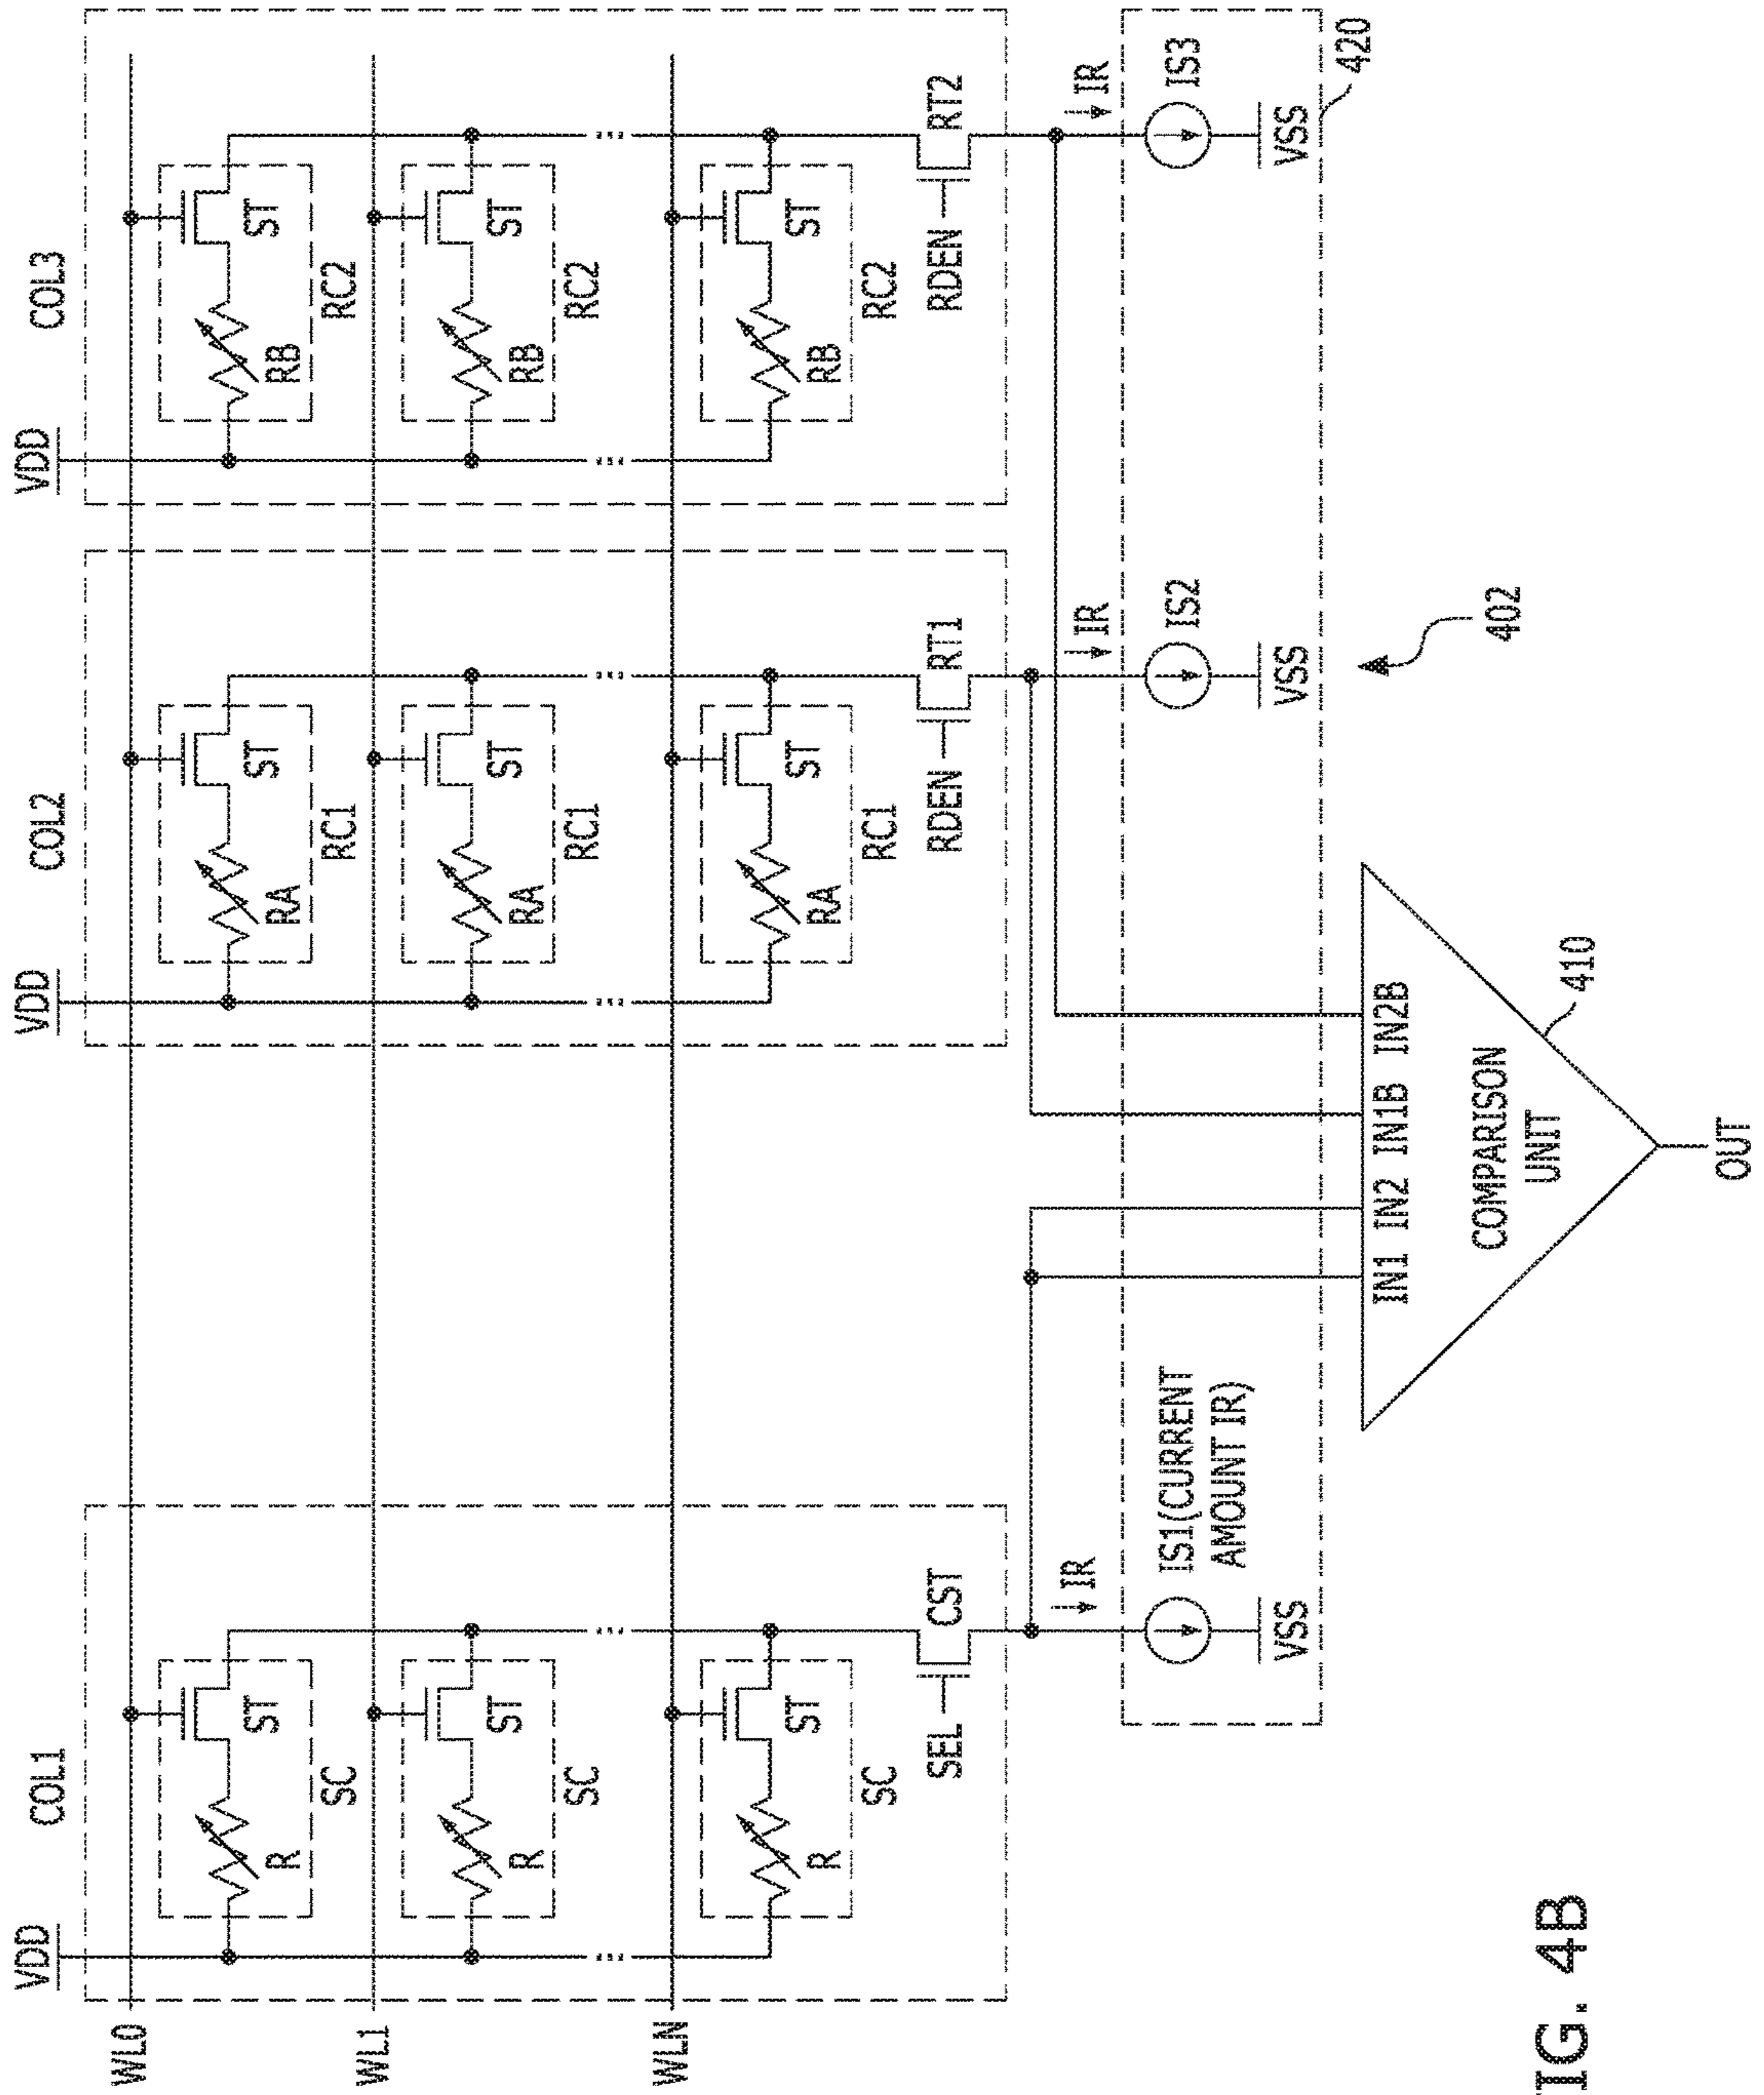 COL1
COL2
COL3
VDD
VDD
VDD
WL0
R
ST
RA
ST
RB
ST
SC
RC1
RC2
WL1
R
ST
RA
ST
RB
ST
SC
RC1
RC2
WLN
R
ST
RA
ST
RB
ST
SC
RC1
RC2
SEL
CST
RDEN
RT1
RDEN
RT2
IR
IR
IR
IS1(CURRENT
AMOUNT IR)
IS2
IS3
VSS
VSS
VSS
420
IN1 IN2 IN1B IN2B
402
COMPARISON
UNIT
410
OUT
IG. 4B